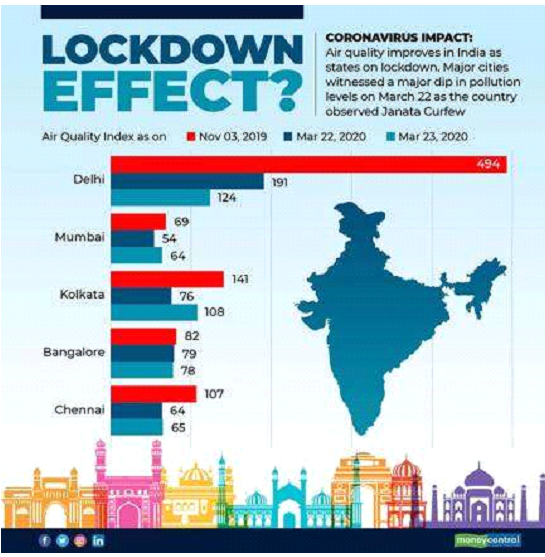 LOCKDOWN
EFFECT?
CORONAVIRUS IMPACT:
Air quality improves in India as
states on lockdown. Major cities
witnessed a major dip in pollution
levels on March 22 as the country
observed Janata Curfew
Air Quality Index as on Nov 03, 2019 Mar 22, 2020 Mar 23, 2020
Delhi
494
191
124
Mumbai
69
54
64
Kolkata
141
76
108
Bangalore
82
79
78
Chennai
107
64
65
moneycontrol